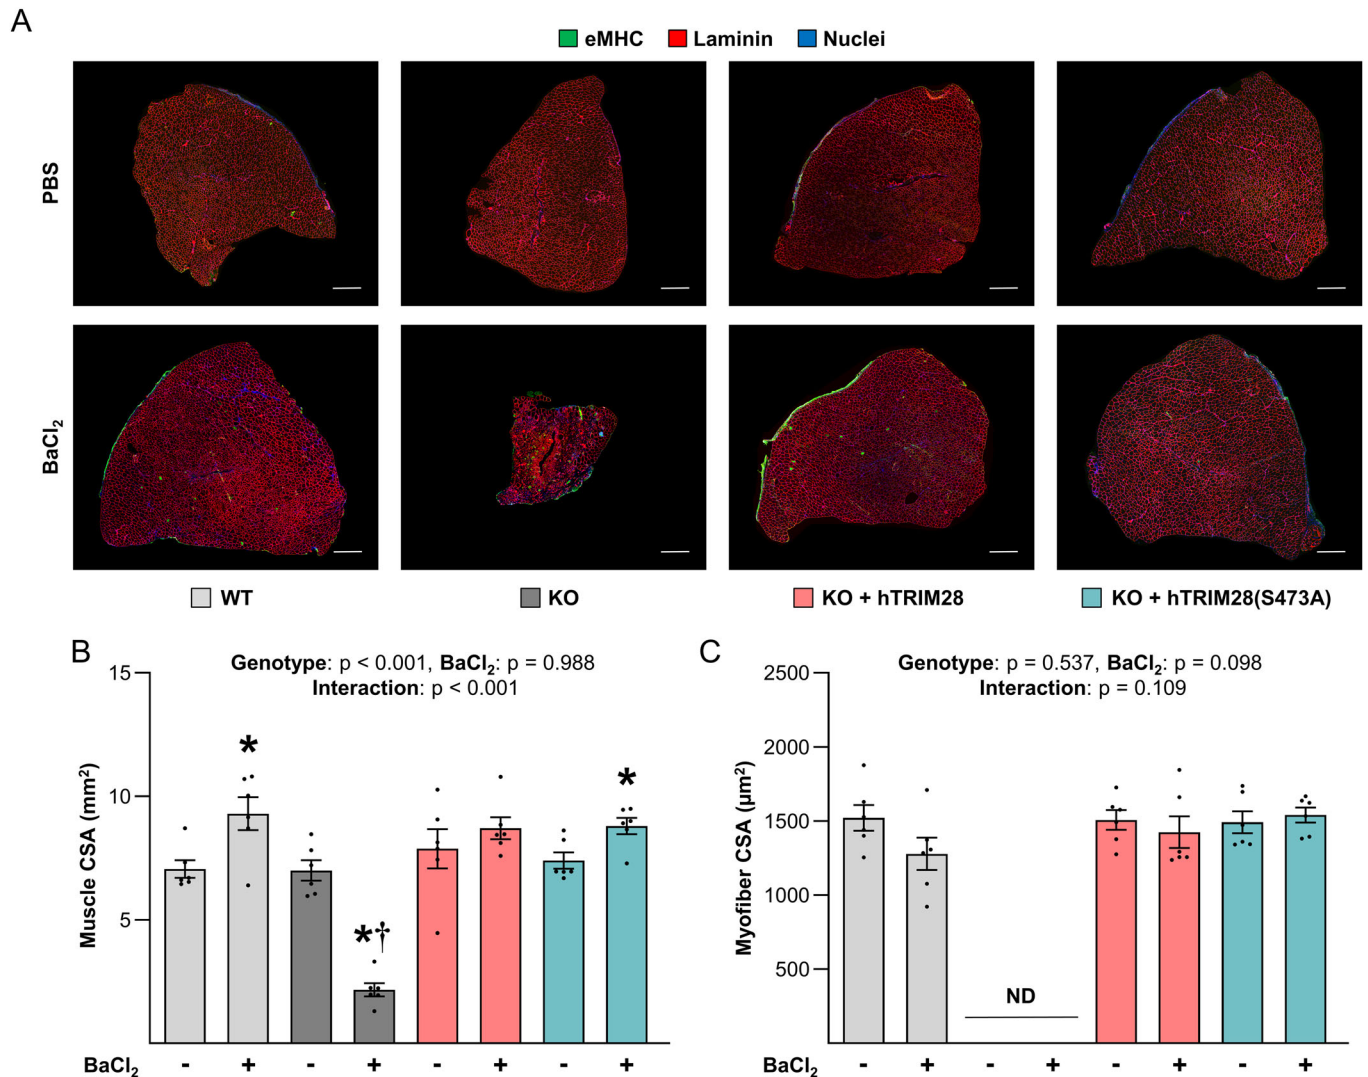 A
eMHC Laminin Nuclei
PBS
BaCl₂
WT KO KO + hTRIM28 KO + hTRIM28(S473A)
B
Genotype: p < 0.001, BaCl₂: p = 0.988
Interaction: p < 0.001
Muscle CSA (mm²)
15
10
5
*
*†
*
BaCl₂ - + - + - + - +
C
Genotype: p = 0.537, BaCl₂: p = 0.098
Interaction: p = 0.109
Myofiber CSA (μm²)
2500
2000
1500
1000
500
ND
BaCl₂ - + - + - + - +